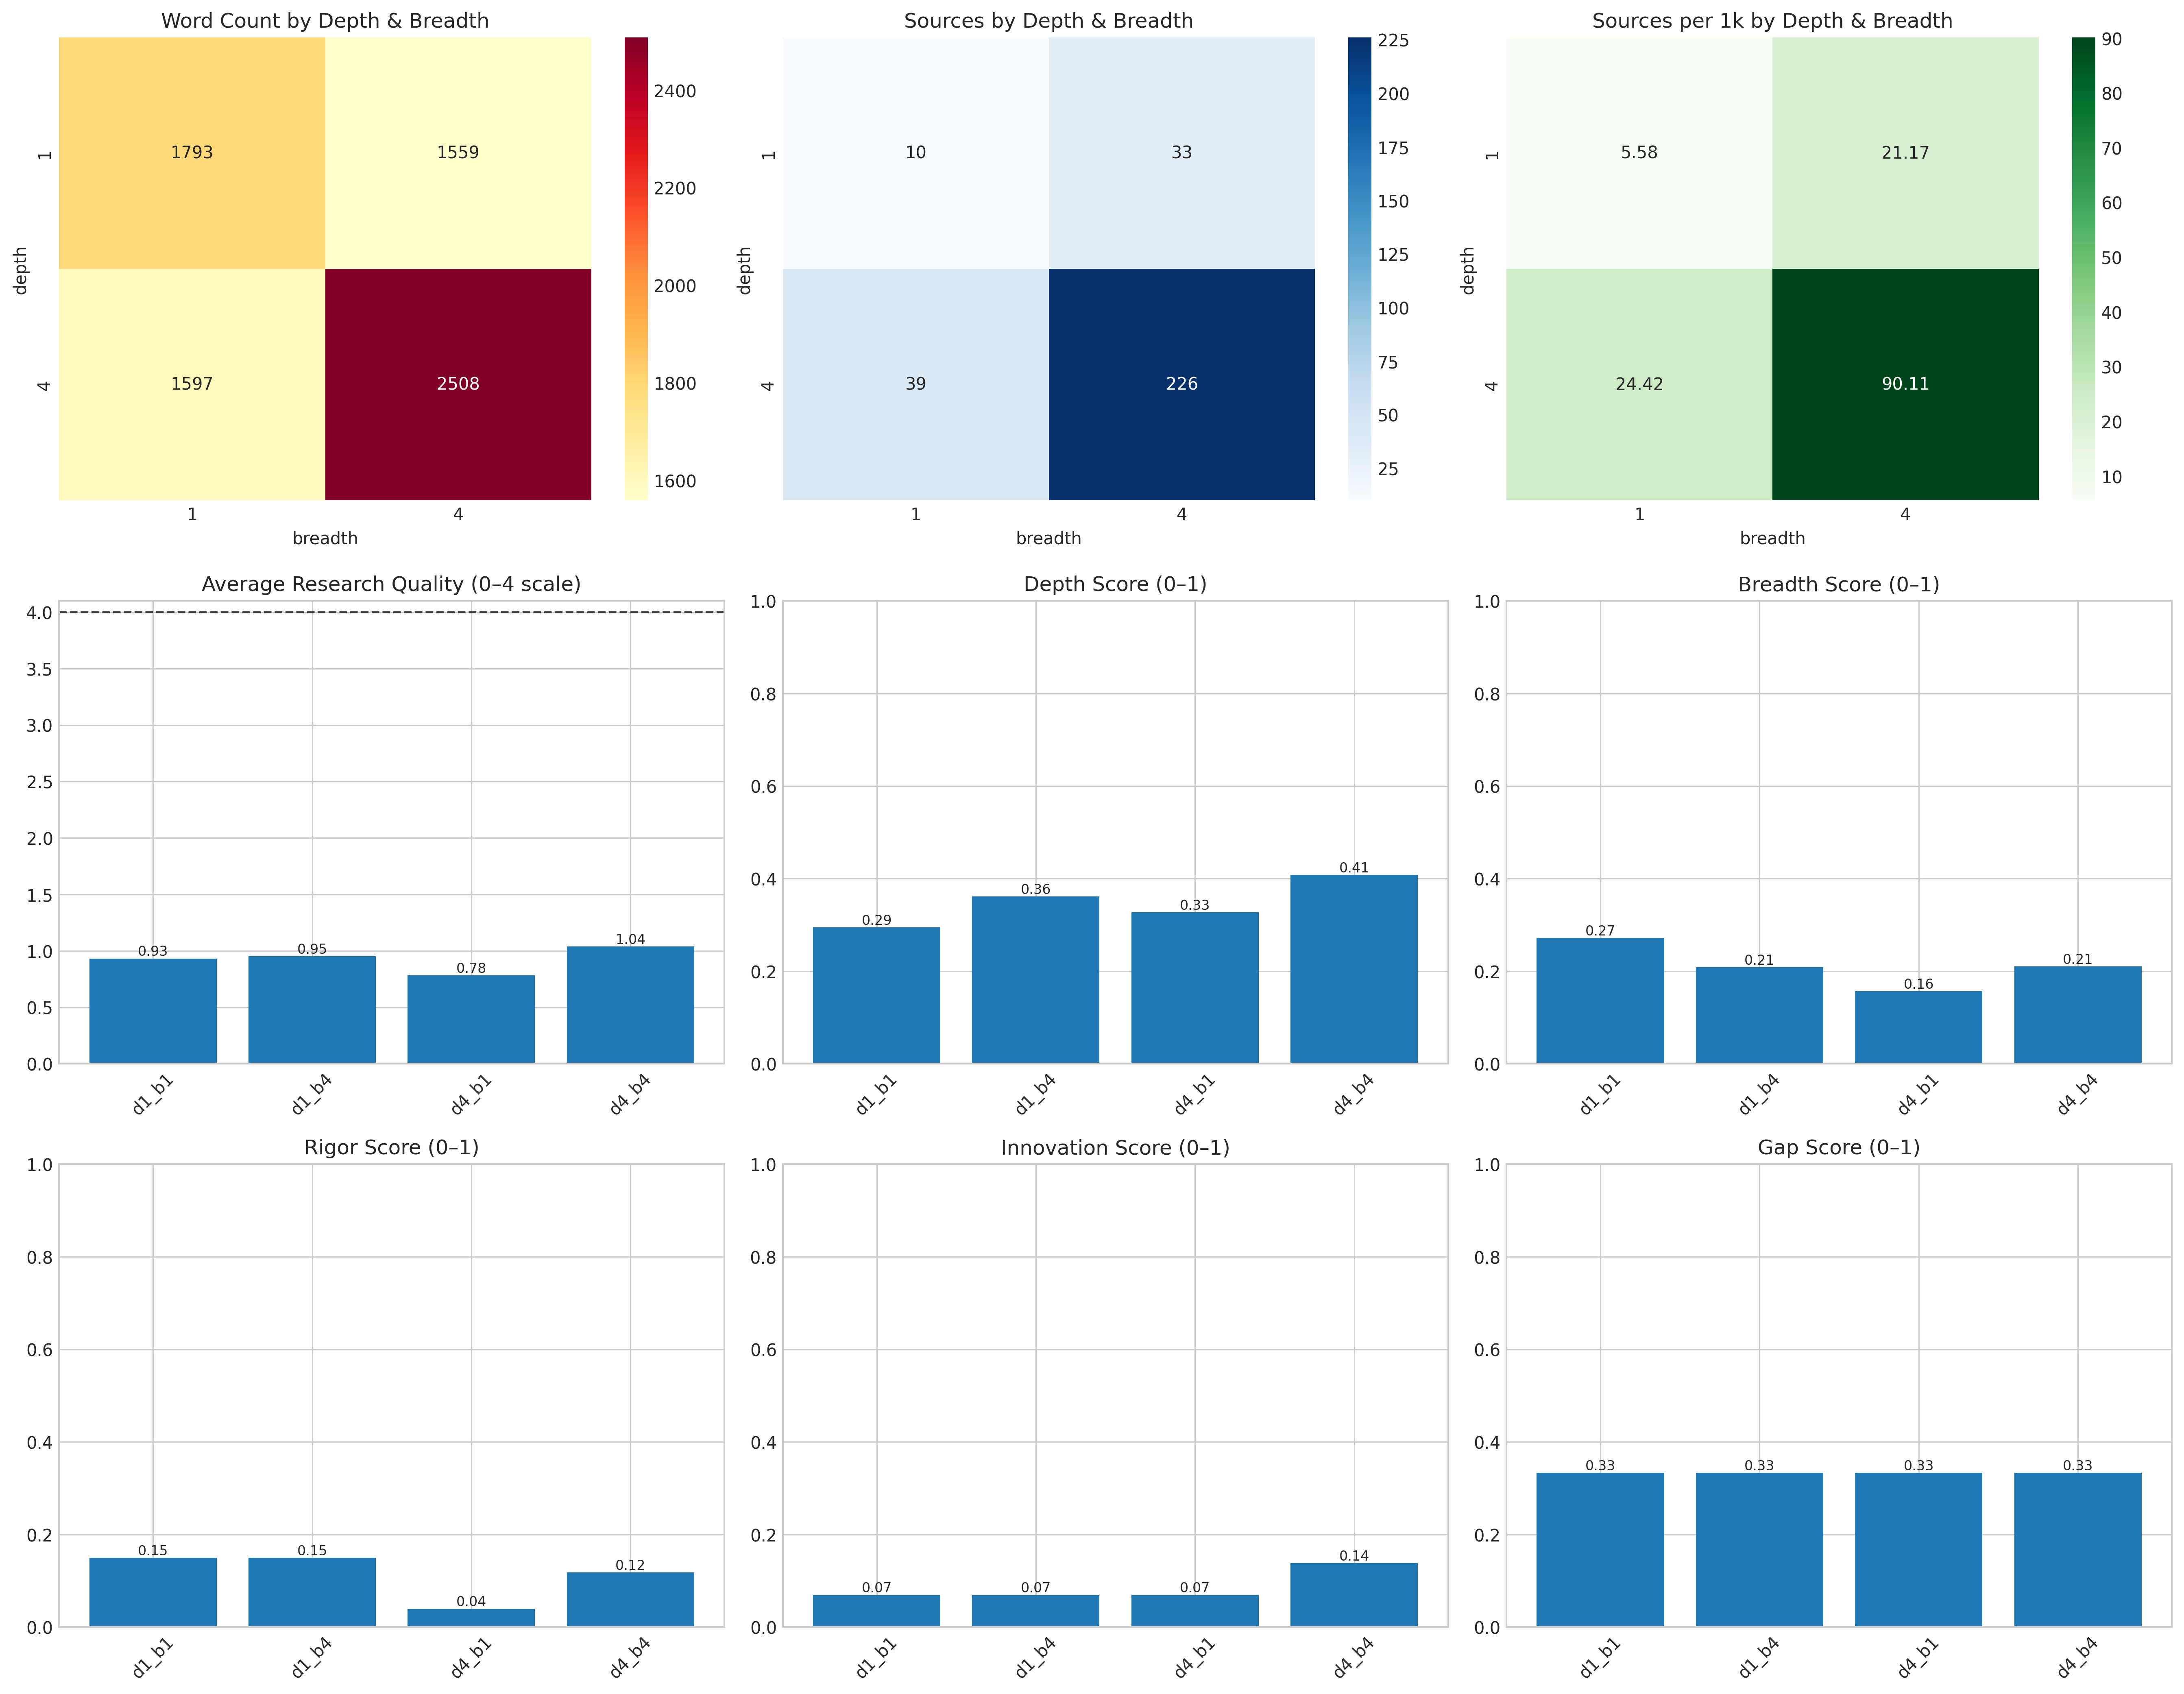 Word Count by Depth & Breadth
1793 1559
1597 2508
depth
1
4
1 4
breadth
2400
2200
2000
1800
1600
Sources by Depth & Breadth
10 33
39 226
depth
1
4
1 4
breadth
225
200
175
150
125
100
75
50
25
Sources per 1k by Depth & Breadth
5.58 21.17
24.42 90.11
depth
1
4
1 4
breadth
90
80
70
60
50
40
30
20
10
Average Research Quality (0–4 scale)
4.0
3.5
3.0
2.5
2.0
1.5
1.0
0.5
0.0
0.93 0.95 0.78 1.04
d1_b1 d1_b4 d4_b1 d4_b4
Depth Score (0–1)
1.0
0.8
0.6
0.4
0.2
0.0
0.29 0.36 0.33 0.41
d1_b1 d1_b4 d4_b1 d4_b4
Breadth Score (0–1)
1.0
0.8
0.6
0.4
0.2
0.0
0.27 0.21 0.16 0.21
d1_b1 d1_b4 d4_b1 d4_b4
Rigor Score (0–1)
1.0
0.8
0.6
0.4
0.2
0.0
0.15 0.15 0.04 0.12
d1_b1 d1_b4 d4_b1 d4_b4
Innovation Score (0–1)
1.0
0.8
0.6
0.4
0.2
0.0
0.07 0.07 0.07 0.14
d1_b1 d1_b4 d4_b1 d4_b4
Gap Score (0–1)
1.0
0.8
0.6
0.4
0.2
0.0
0.33 0.33 0.33 0.33
d1_b1 d1_b4 d4_b1 d4_b4